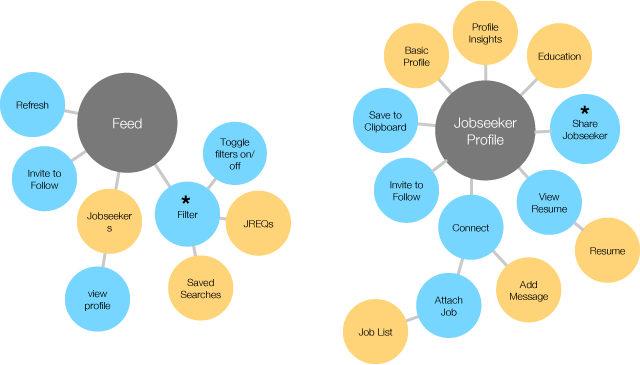 Refresh
Feed
Invite to
Follow
Jobseeker
s
view
profile
Toggle
filters on/
off
*
Filter
JREQs
Saved
Searches
Profile
Insights
Basic
Profile
Education
Save to
Clipboard
Jobseeker
Profile
*
Share
Jobseeker
Invite to
Follow
View
Resume
Connect
Resume
Add
Message
Attach
Job
Job List